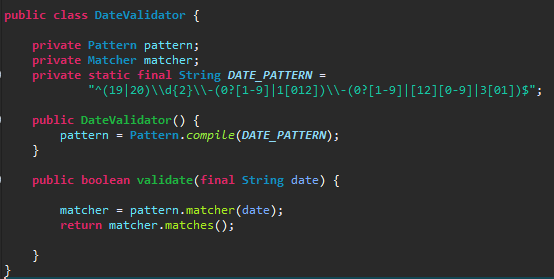 public class DateValidator {
private Pattern pattern;
private Matcher matcher;
private static final String DATE_PATTERN =
"^(19|20)\\d{2}\\-(0?[1-9]|1[012])\\-(0?[1-9]|[12][0-9]|3[01])$";
public DateValidator() {
pattern = Pattern.compile(DATE_PATTERN);
}
public boolean validate(final String date) {
matcher = pattern.matcher(date);
return matcher.matches();
}
}